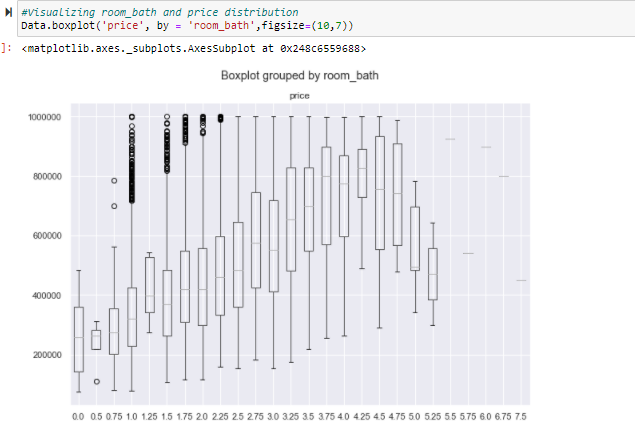 #Visualizing room_bath and price distribution
Data.boxplot('price', by = 'room_bath',figsize=(10,7))
]: <matplotlib.axes._subplots.AxesSubplot at 0x248c6559688>
Boxplot grouped by room_bath
price
1000000
800000
600000
400000
200000
0.0 0.5 0.75 1.0 1.25 1.5 1.75 2.0 2.25 2.5 2.75 3.0 3.25 3.5 3.75 4.0 4.25 4.5 4.75 5.0 5.25 5.5 5.75 6.0 6.75 7.5